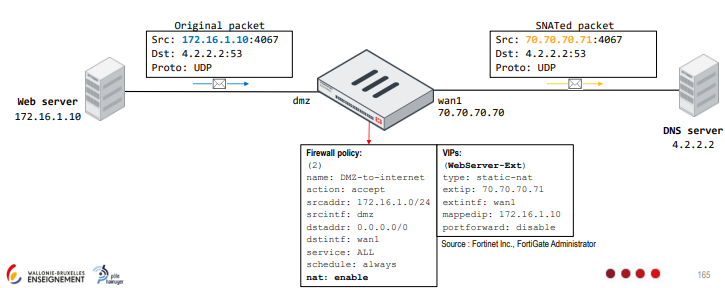 Original packet
Src: 172.16.1.10:4067
Dst: 4.2.2.2:53
Proto: UDP
SNATed packet
Src: 70.70.70.71:4067
Dst: 4.2.2.2:53
Proto: UDP
Web server
172.16.1.10
dmz
wan1
70.70.70.70
DNS server
4.2.2.2
Firewall policy:
(2)
name: DMZ-to-internet
action: accept
srcaddr: 172.16.1.0/24
srcintf: dmz
dstaddr: 0.0.0.0/0
dstintf: wan1
service: ALL
schedule: always
nat: enable
VIPs:
(WebServer-Ext)
type: static-nat
extip: 70.70.70.71
extintf: wan1
mappedip: 172.16.1.10
portforward: disable
Source : Fortinet Inc., FortiGate Administrator
WALLONIE-BRUXELLES
ENSEIGNEMENT
pôle
hainuyer
165